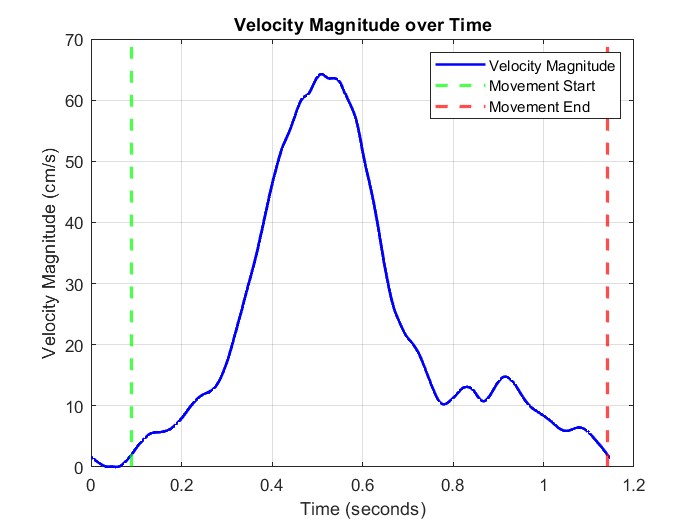 Velocity Magnitude over Time
Velocity Magnitude (cm/s)
70
60
50
40
30
20
10
0
Velocity Magnitude
Movement Start
Movement End
0 0.2 0.4 0.6 0.8 1 1.2
Time (seconds)